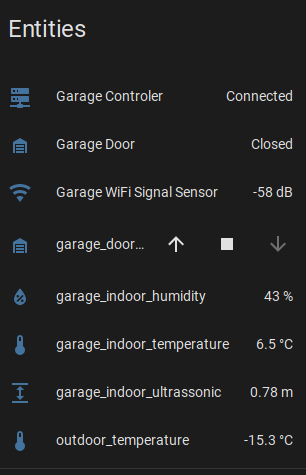 Entities
Garage Controler Connected
Garage Door Closed
Garage WiFi Signal Sensor -58 dB
garage_door...
garage_indoor_humidity 43 %
garage_indoor_temperature 6.5 °C
garage_indoor_ultrassonic 0.78 m
outdoor_temperature -15.3 °C